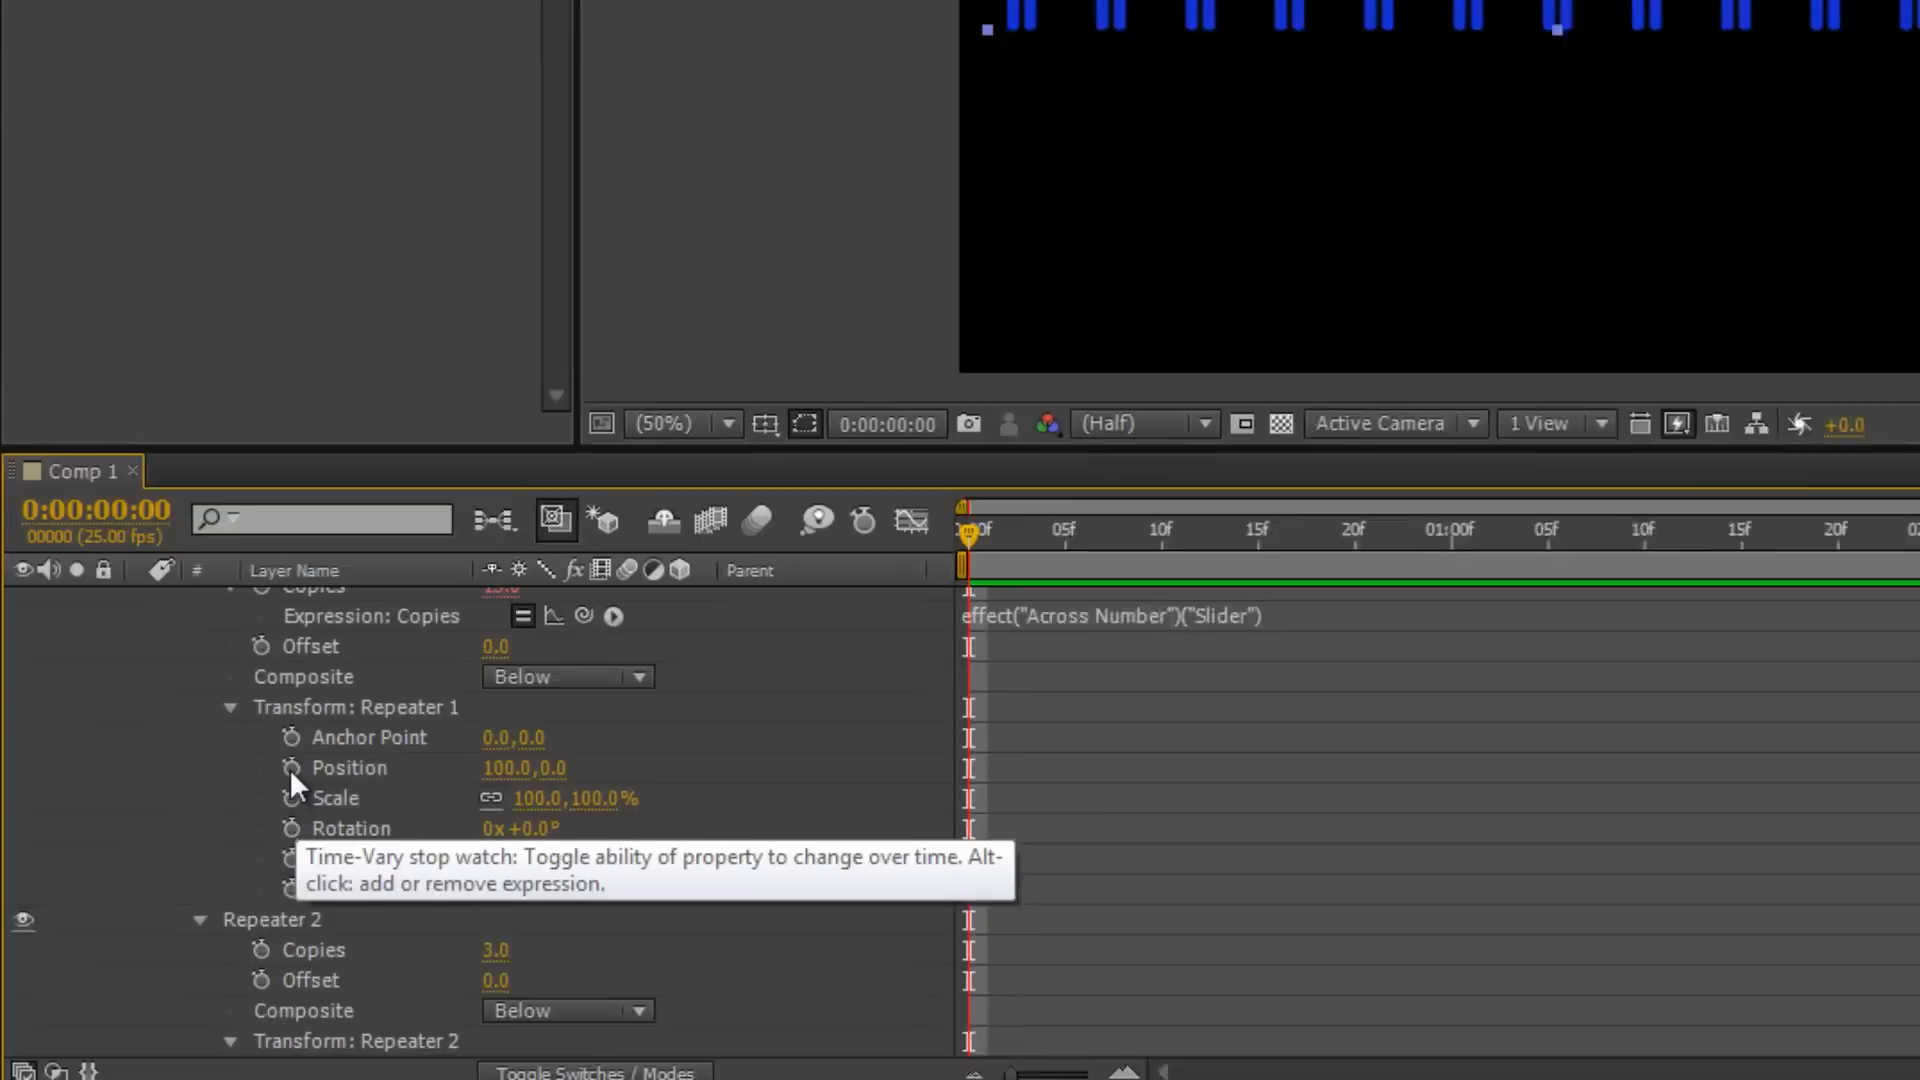 (50%) 0:00:00:00 (Half) Active Camera 1 View +0.0
Comp 1
0:00:00:00
00000 (25.00 fps)
05f 10f 15f 20f 01:00f 05f 10f 15f 20f
# Layer Name Parent
Copies
Expression: Copies effect("Across Number")("Slider")
Offset 0.0
Composite Below
Transform: Repeater 1
Anchor Point 0.0,0.0
Position 100.0,0.0
Scale 100.0,100.0%
Rotation 0x+0.0°
Time-Vary stop watch: Toggle ability of property to change over time. Alt-
click: add or remove expression.
Repeater 2
Copies 3.0
Offset 0.0
Composite Below
Transform: Repeater 2
Toggle Switches / Modes